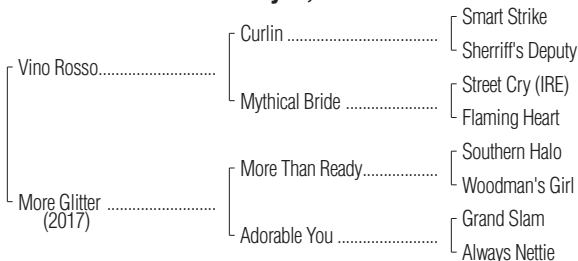 Smart Strike
Curlin
Sherriff's Deputy
Vino Rosso
Street Cry (IRE)
Mythical Bride
Flaming Heart
Southern Halo
More Than Ready
Woodman's Girl
More Glitter
(2017)
Grand Slam
Adorable You
Always Nettie